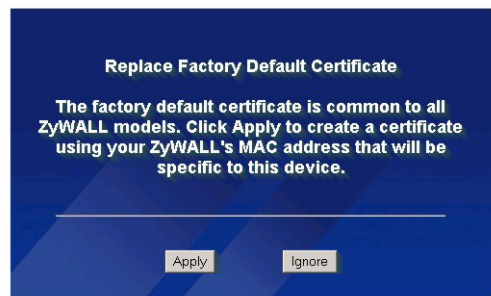 Replace Factory Default Certificate
The factory default certificate is common to all
ZyWALL models. Click Apply to create a certificate
using your ZyWALL's MAC address that will be
specific to this device.
Apply
Ignore